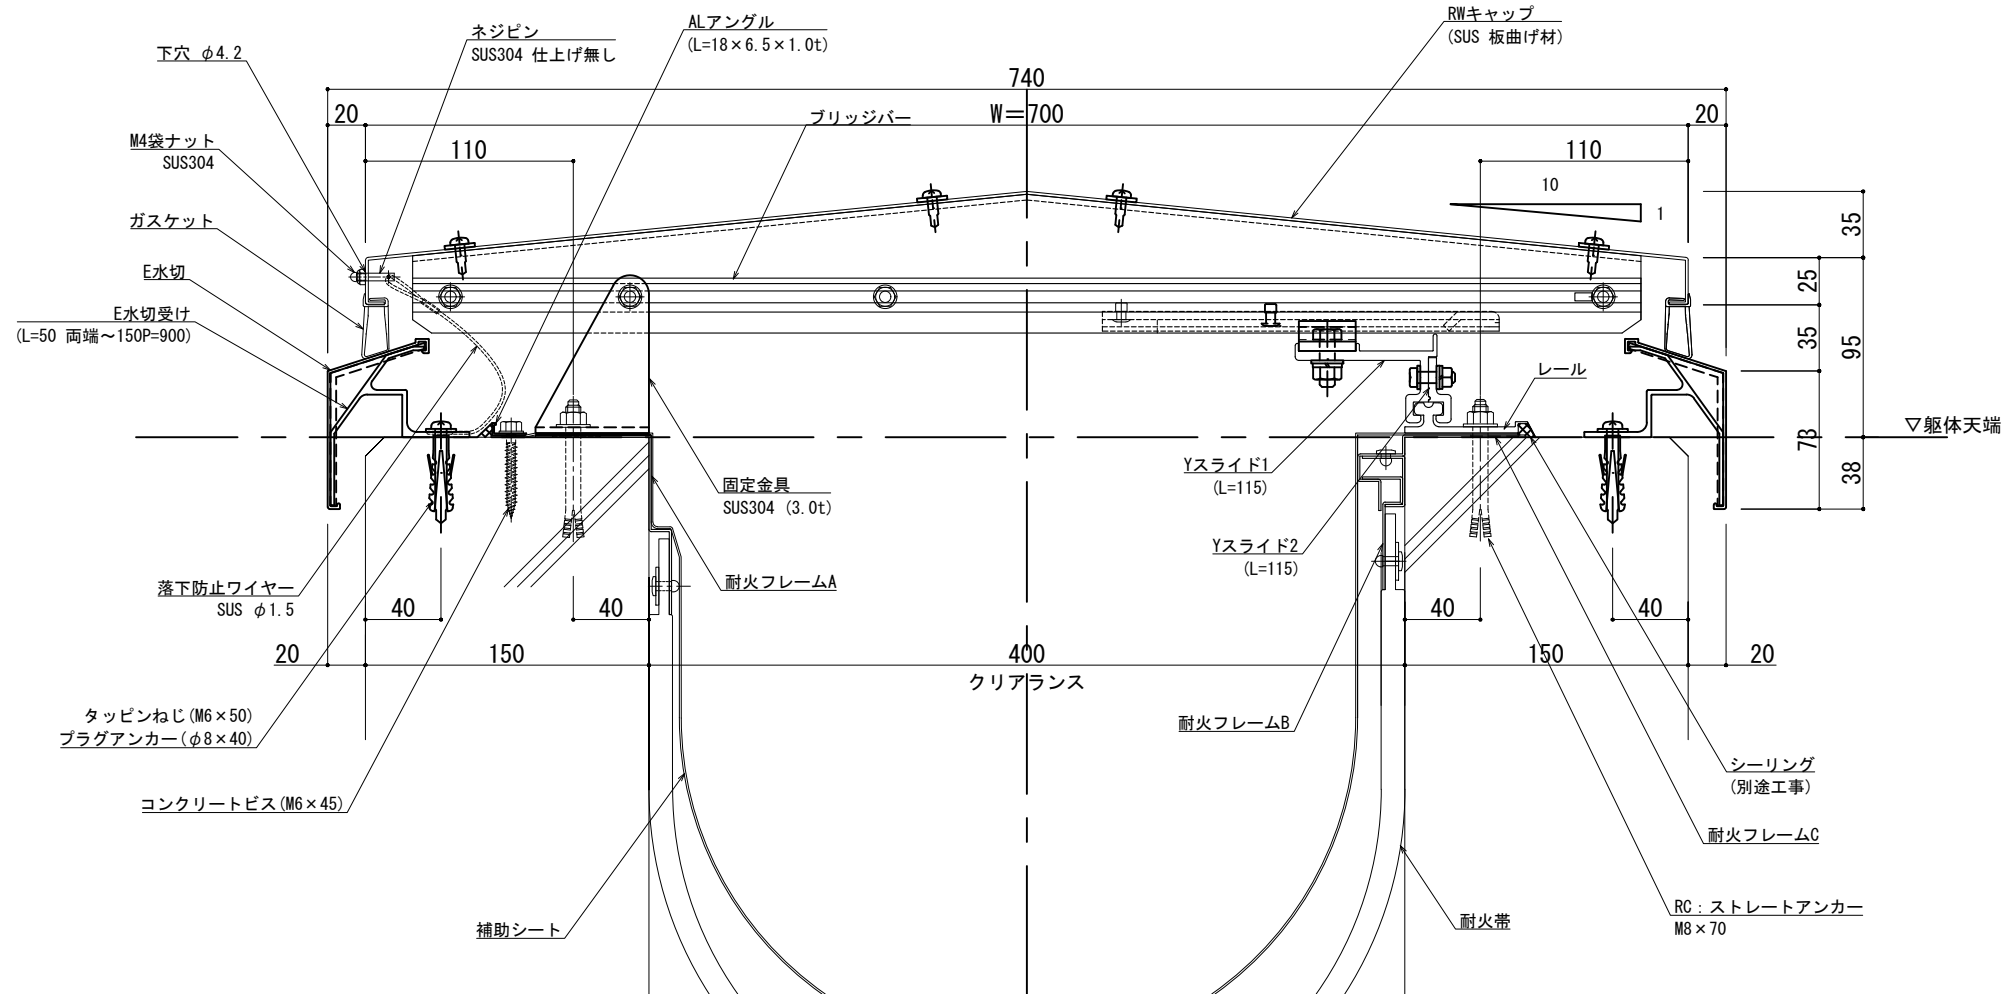 ALアングル
(L=18×6.5×1.0t)
RWキャップ
(SUS 板曲げ材)
ネジピン
SUS304 仕上げ無し
下穴 φ4.2
740
20
W=700
20
ブリッジバー
M4袋ナット
SUS304
110
110
10
1
ガスケット
35
E水切
25
E水切受け
(L=50 両端～150P=900)
35
95
レール
▽躯体天端
73
38
Yスライド1
(L=115)
固定金具
SUS304 (3.0t)
Yスライド2
(L=115)
耐火フレームA
落下防止ワイヤー
SUS φ1.5
40
40
40
40
20
150
400
150
20
クリアランス
タッピンねじ(M6×50)
プラグアンカー(φ8×40)
耐火フレームB
シーリング
(別途工事)
コンクリートビス(M6×45)
耐火フレームC
RC：ストレートアンカー
M8×70
補助シート
耐火帯